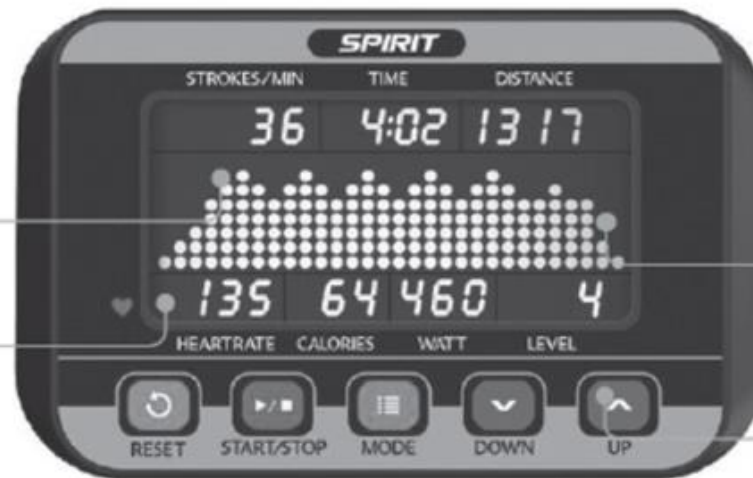 SPIRIT
STROKES/MIN TIME DISTANCE
36 4:02 1317
135 64 460 4
HEARTRATE CALORIES WATT LEVEL
RESET START/STOP MODE DOWN UP